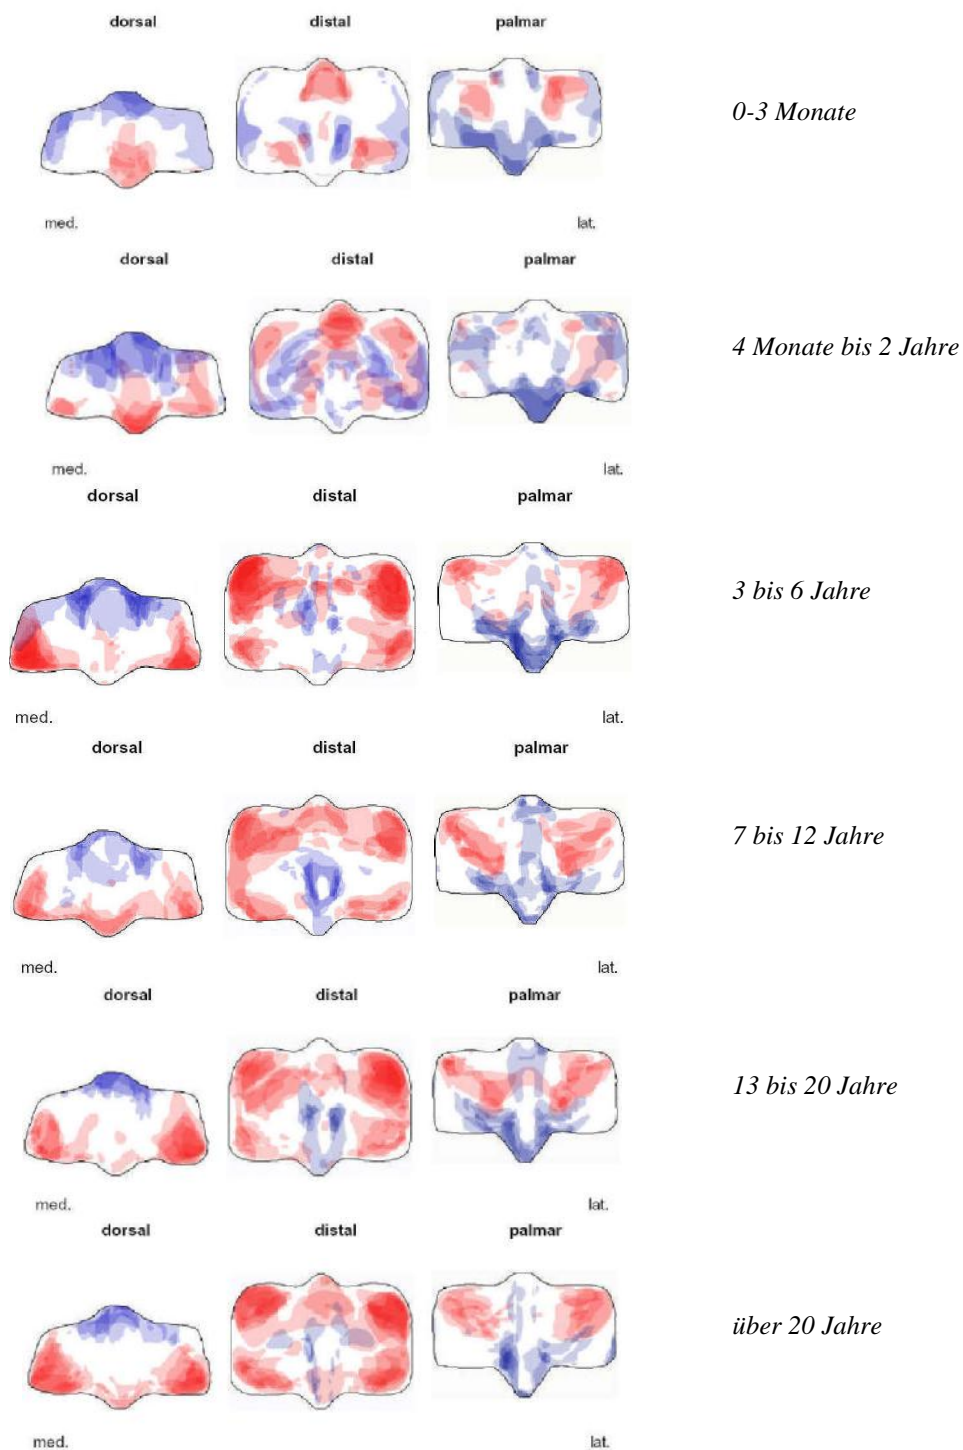 dorsal distal palmar
0-3 Monate
med. lat.
dorsal distal palmar
4 Monate bis 2 Jahre
med. lat.
dorsal distal palmar
3 bis 6 Jahre
med. lat.
dorsal distal palmar
7 bis 12 Jahre
med. lat.
dorsal distal palmar
13 bis 20 Jahre
med. lat.
dorsal distal palmar
über 20 Jahre
med. lat.